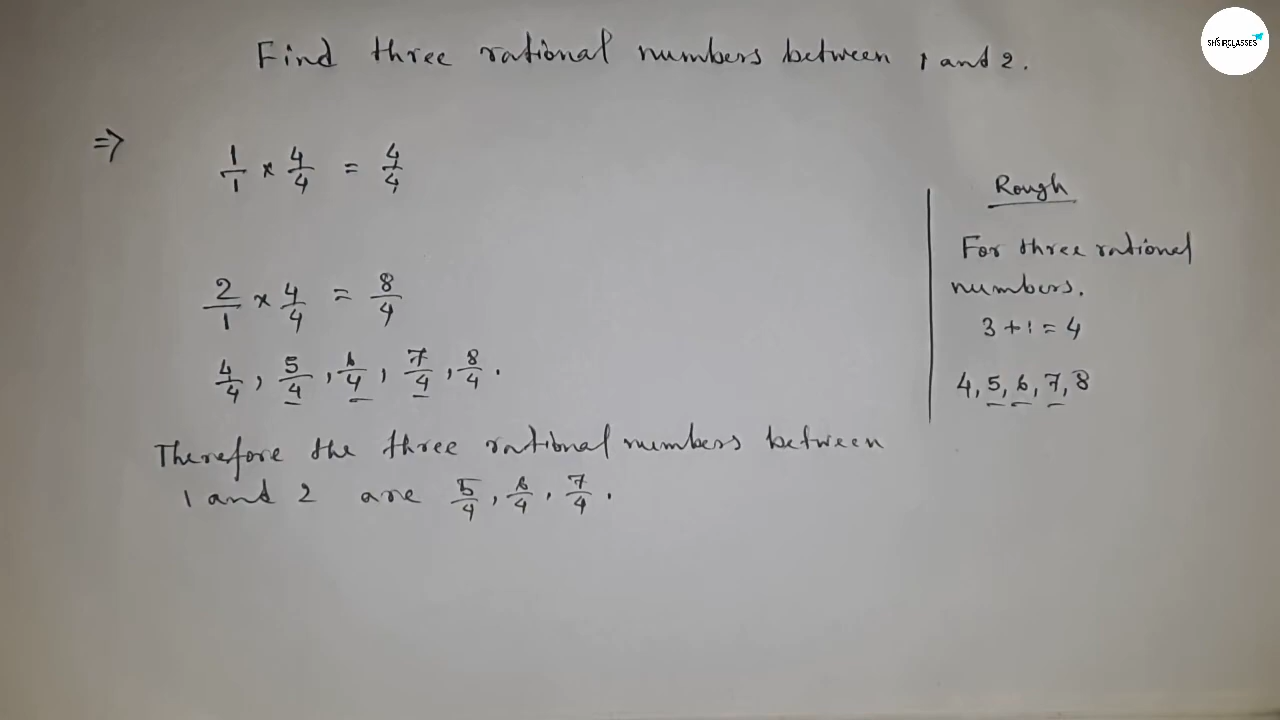 Find three rational numbers between 1 and 2.
SHSIRCLASSES
⇒
1/1 × 4/4 = 4/4
2/1 × 4/4 = 8/4
4/4, 5/4, 6/4, 7/4, 8/4.
Therefore the three rational numbers between
1 and 2 are 5/4, 6/4, 7/4.
Rough
For three rational
numbers.
3+1=4
4, 5, 6, 7, 8